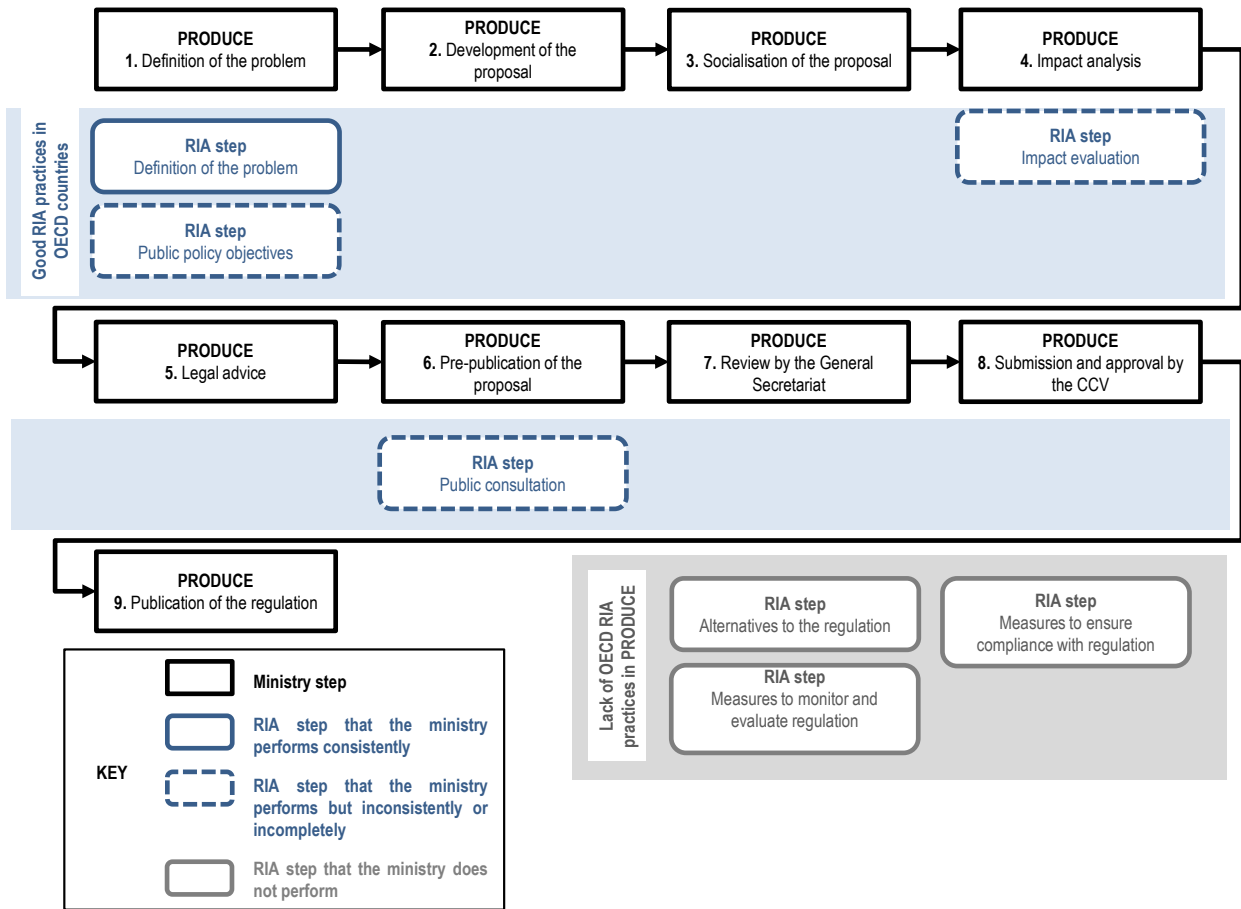 PRODUCE
1. Definition of the problem
PRODUCE
2. Development of the
proposal
PRODUCE
3. Socialisation of the proposal
PRODUCE
4. Impact analysis
Good RIA practices in
OECD countries
RIA step
Definition of the problem
RIA step
Public policy objectives
RIA step
Impact evaluation
PRODUCE
5. Legal advice
PRODUCE
6. Pre-publication of the
proposal
PRODUCE
7. Review by the General
Secretariat
PRODUCE
8. Submission and approval by
the CCV
RIA step
Public consultation
PRODUCE
9. Publication of the regulation
Lack of OECD RIA
practices in PRODUCE
RIA step
Alternatives to the regulation
RIA step
Measures to ensure
compliance with regulation
RIA step
Measures to monitor and
evaluate regulation
KEY
Ministry step
RIA step that the ministry
performs consistently
RIA step that the ministry
performs but inconsistently or
incompletely
RIA step that the ministry does
not perform